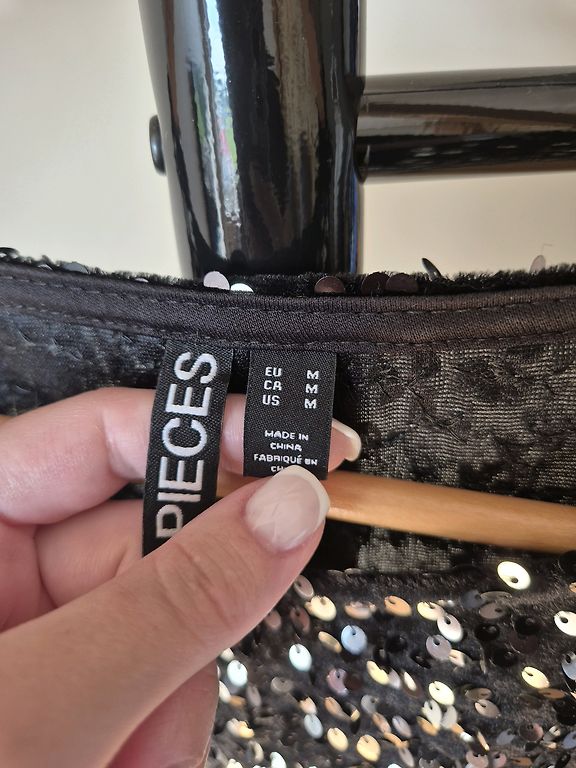 PIECES
EU M
CA M
US M
MADE IN
CHINA
FABRIQUÉ EN